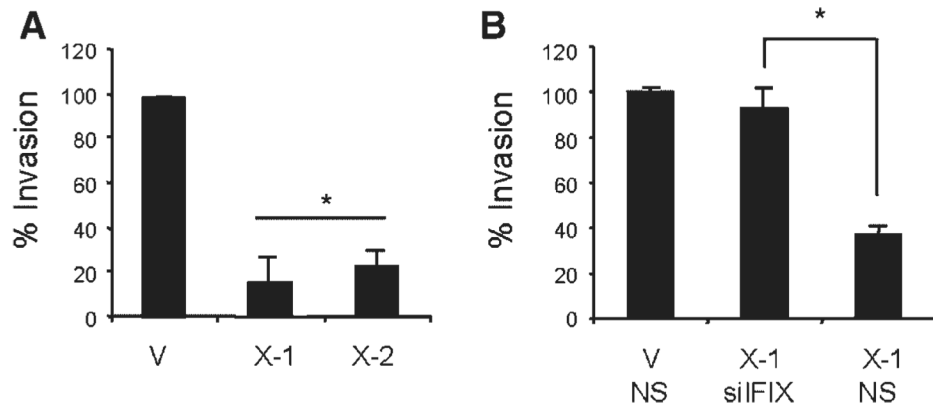 A
% Invasion
120
100
80
60
40
20
0
*
V X-1 X-2
B
% Invasion
120
100
80
60
40
20
0
*
V X-1 X-1
NS siIFIX NS